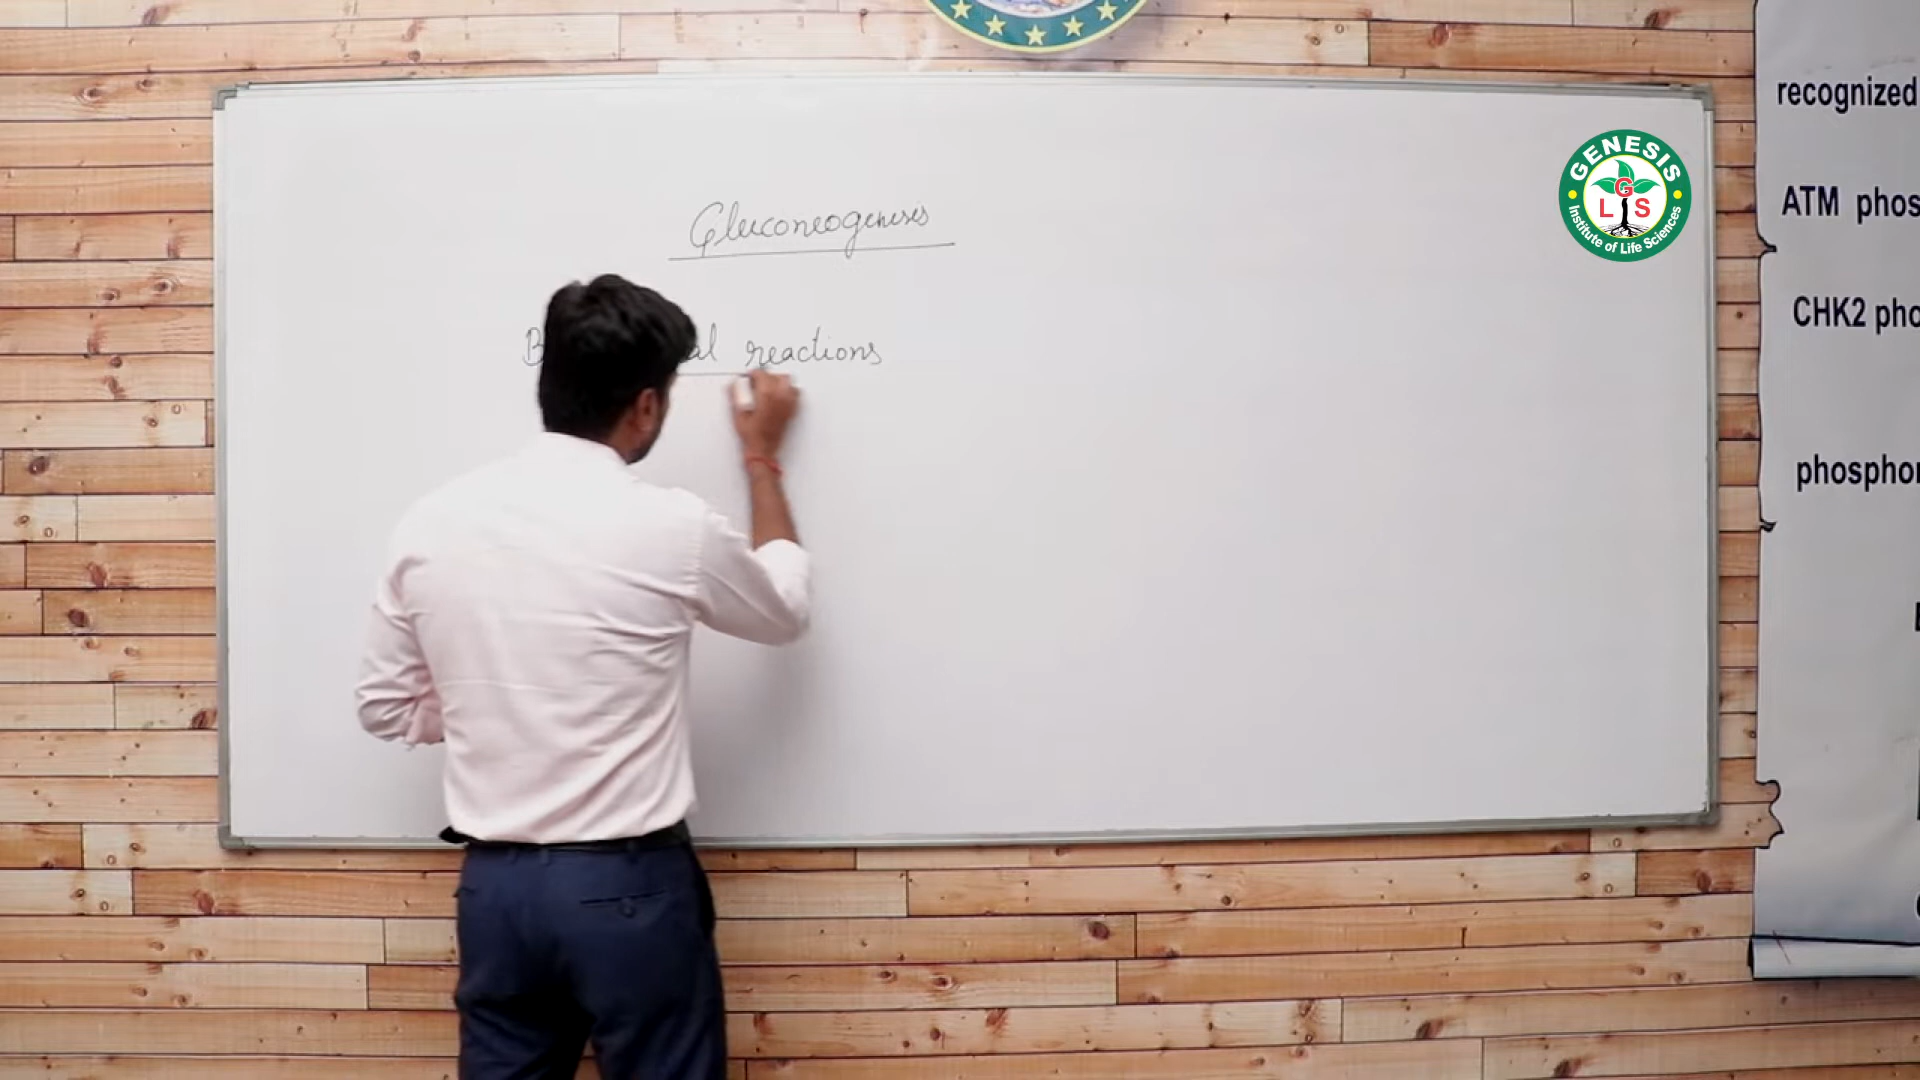 Gluconeogenesis
reactions
GENESIS
Institute of Life Sciences
G
L S
recognized
ATM phos
CHK2 pho
phosphor